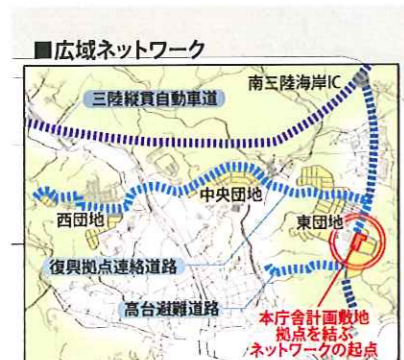 ■広域ネットワーク
南三陸海岸IC
三陸縦貫自動車道
中央団地
西団地
東団地
復興拠点連絡道路
高台避難道路
本庁舎計画敷地
拠点を結ぶ
ネットワークの起点